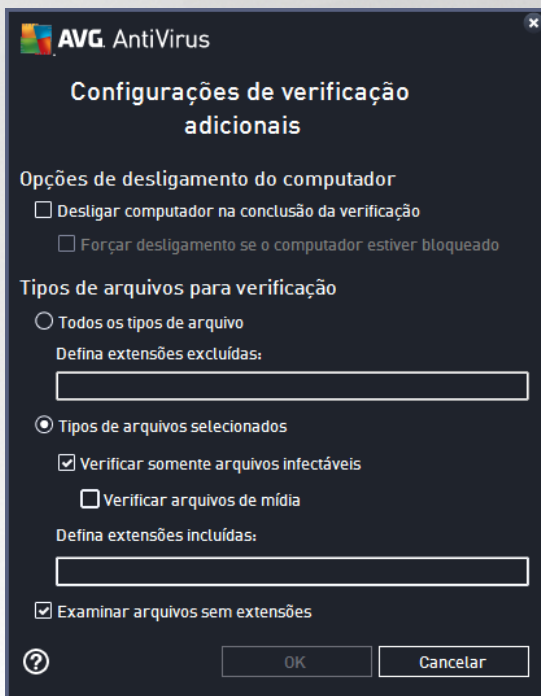 AVG. AntiVirus
Configurações de verificação
adicionais
Opções de desligamento do computador
Desligar computador na conclusão da verificação
Forçar desligamento se o computador estiver bloqueado
Tipos de arquivos para verificação
Todos os tipos de arquivo
Defina extensões excluídas:
Tipos de arquivos selecionados
Verificar somente arquivos infectáveis
Verificar arquivos de mídia
Defina extensões incluídas:
Examinar arquivos sem extensões
? OK Cancelar